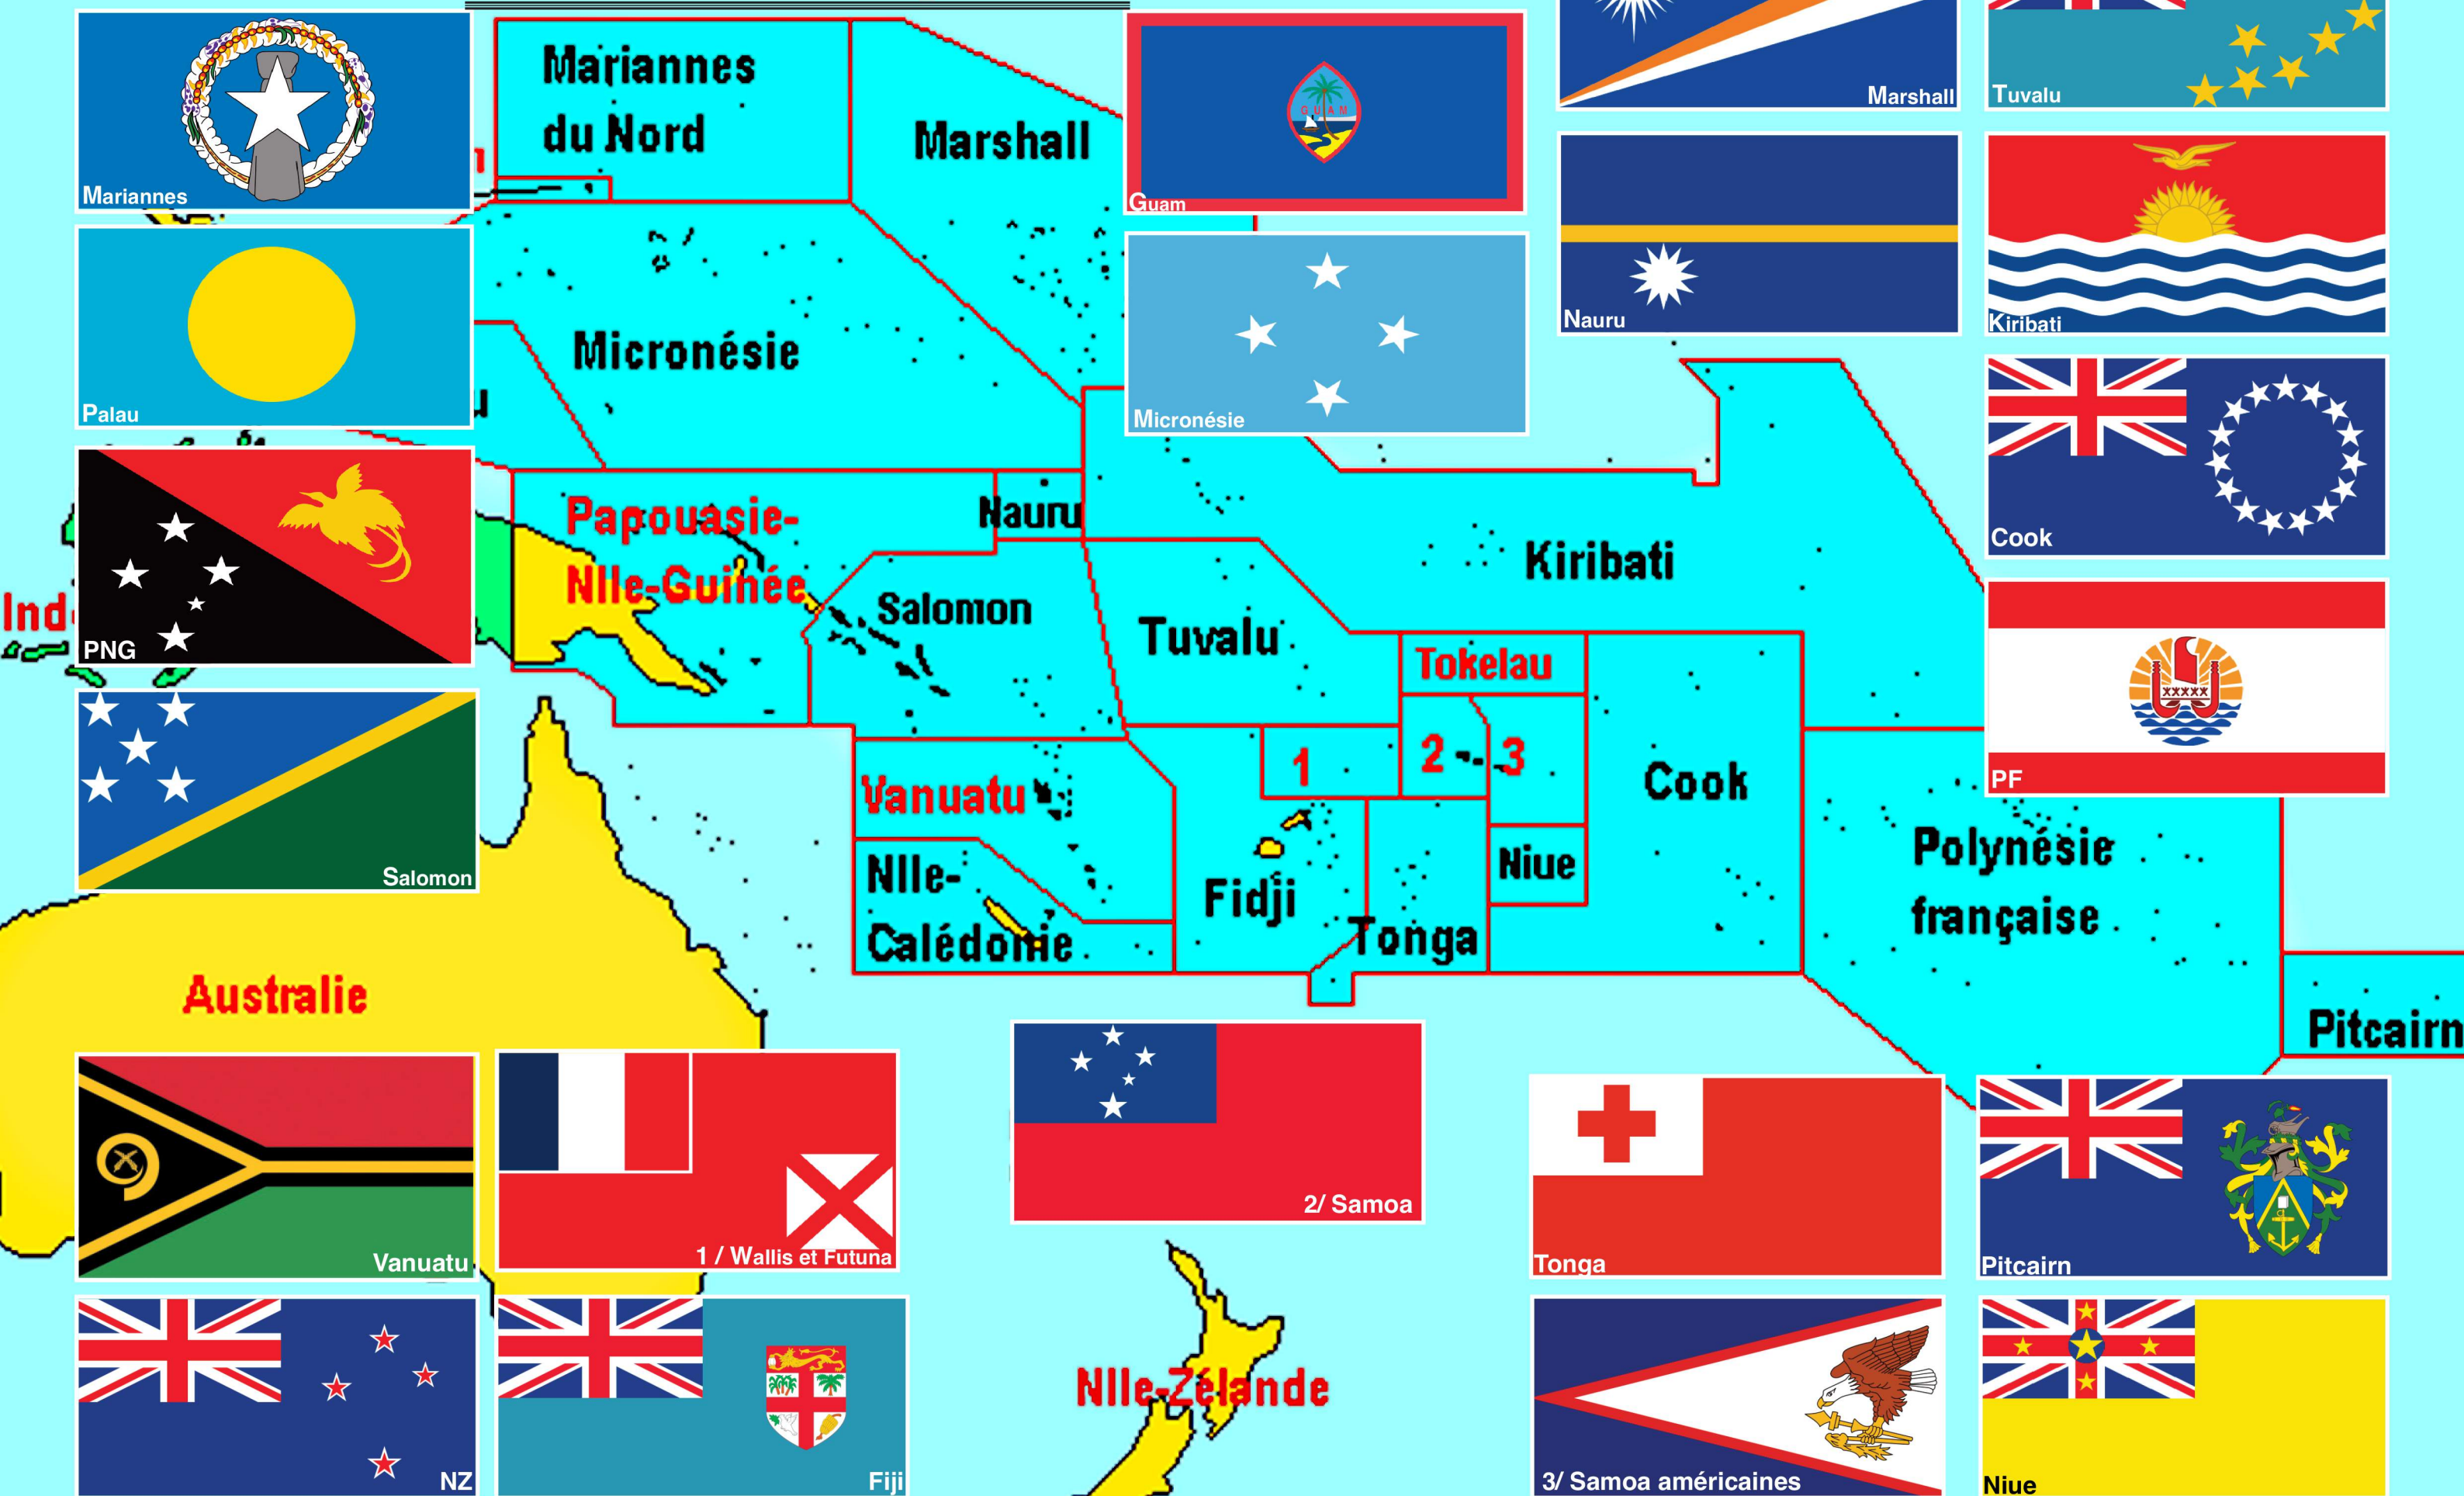 Mariannes
du Nord
Marshall
Mariannes
GUAM
Guam
Marshall
Tuvalu
Nauru
Kiribati
Micronésie
Micronésie
Palau
Cook
Papouasie-
Nlle-Guinée
Nauru
Kiribati
Salomon
Tuvalu
Tokelau
PNG
1
2
3
Vanuatu
Cook
PF
Polynésie
française
Nlle-
Calédonie
Fidji
Tonga
Niue
Salomon
Australie
Pitcairn
Vanuatu
1 / Wallis et Futuna
2/ Samoa
Tonga
Pitcairn
Nlle-Zélande
NZ
Fiji
3/ Samoa américaines
Niue